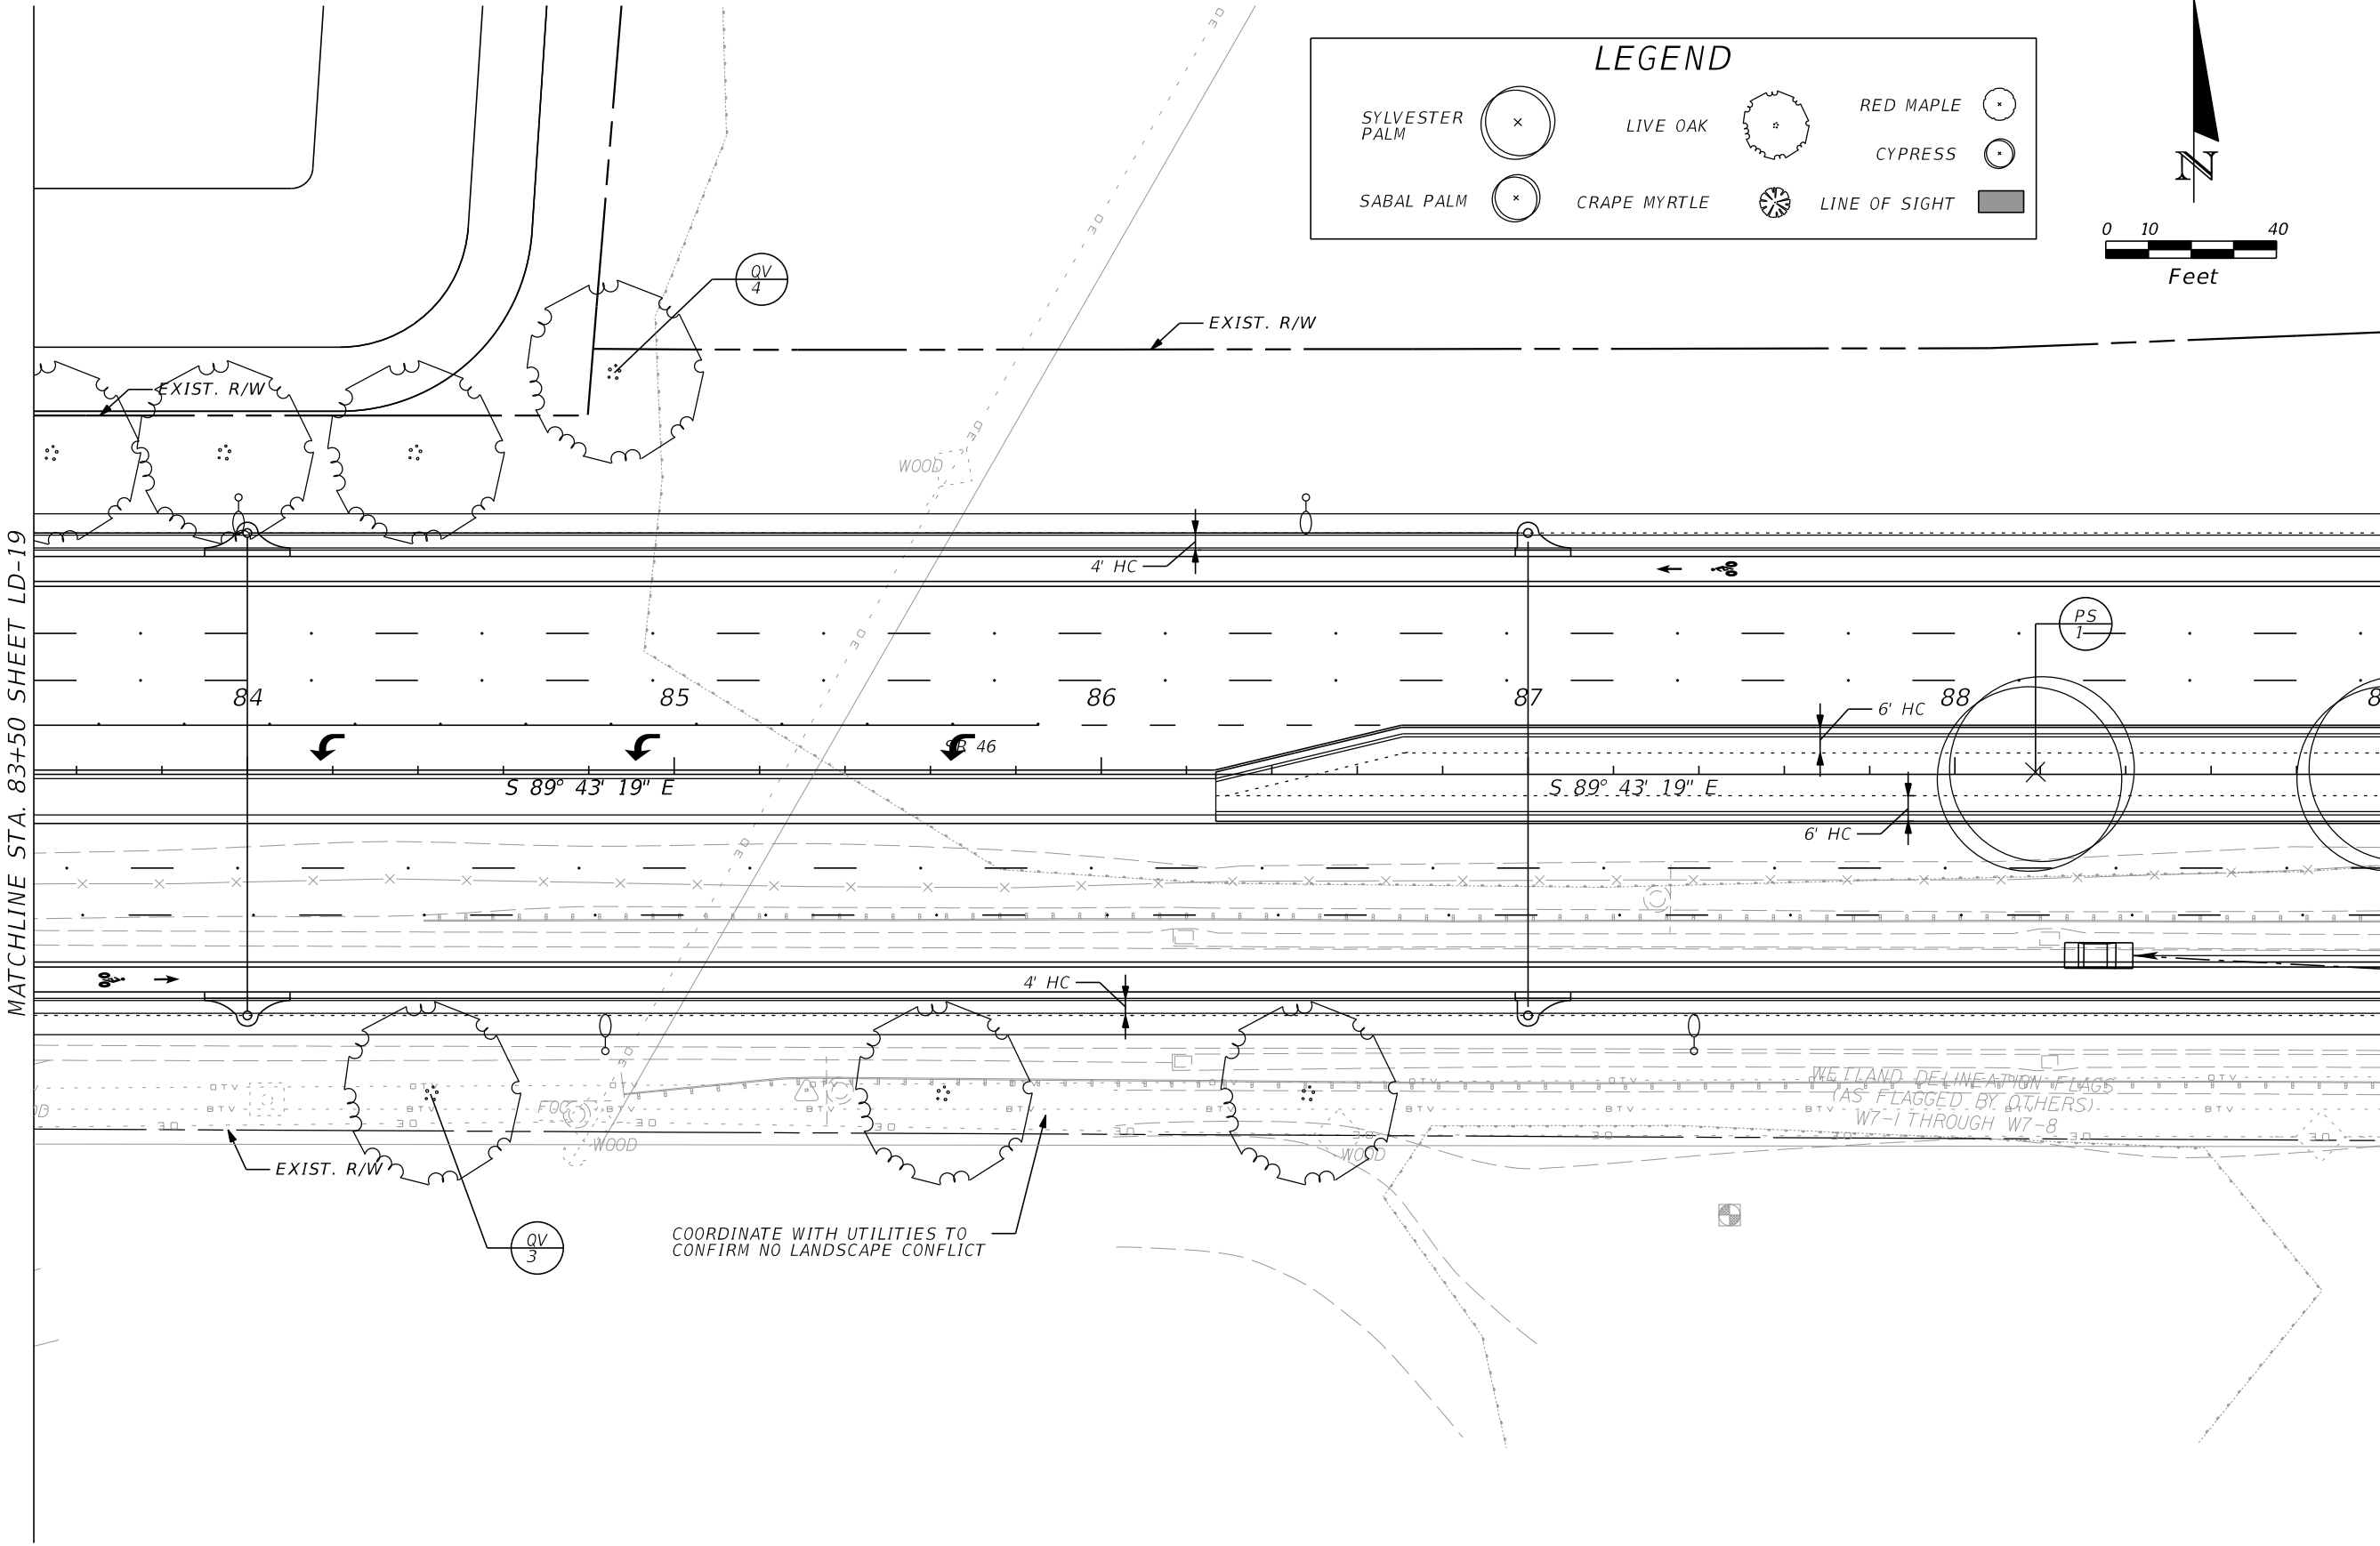 LEGEND
SYLVESTER
PALM
LIVE OAK
RED MAPLE
CYPRESS
SABAL PALM
CRAPE MYRTLE
LINE OF SIGHT
N
0 10 40
Feet
QV
4
EXIST. R/W
EXIST. R/W
WOOD
4' HC
PS
1
84
85
86
87
88
8
6' HC
SR 46
S 89° 43' 19" E
S 89° 43' 19" E
6' HC
MATCHLINE STA. 83+50 SHEET LD-19
4' HC
WETLAND DELINEATION FLAGS
(AS FLAGGED BY OTHERS)
W7-1 THROUGH W7-8
FOC
WOOD
WOOD
EXIST. R/W
COORDINATE WITH UTILITIES TO
CONFIRM NO LANDSCAPE CONFLICT
QV
3